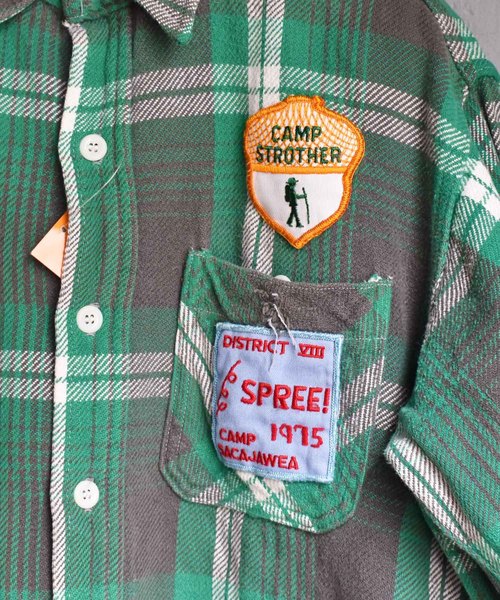 CAMP
STROTHER
DISTRICT VIII
SPREE!
1975
CAMP
SACAJAWEA